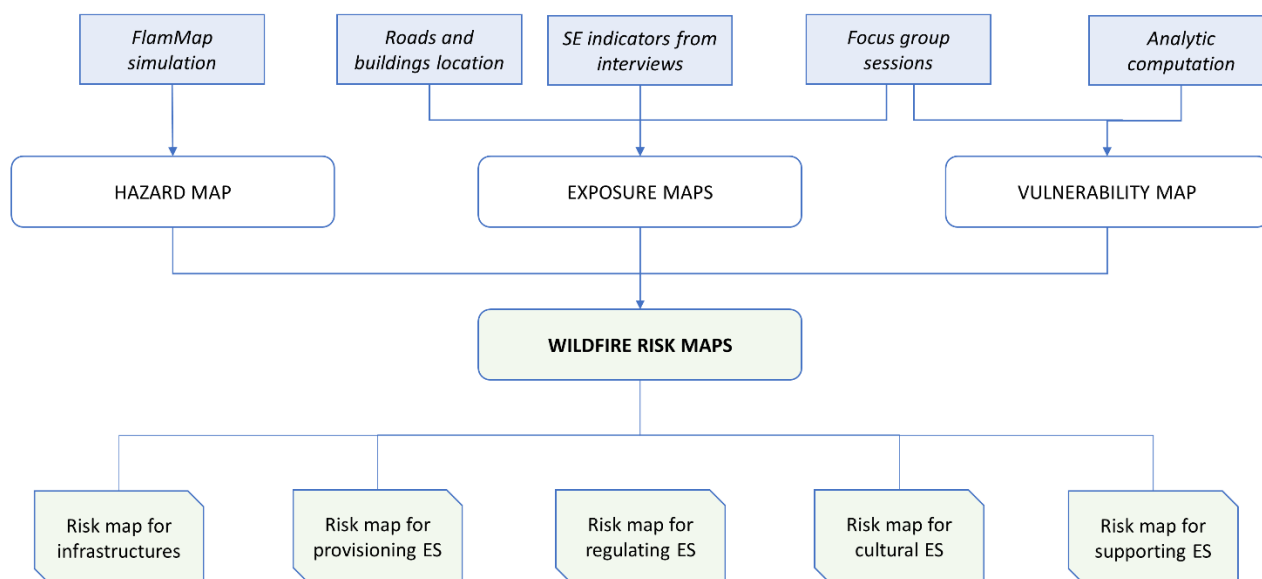 FlamMap
simulation
Roads and
buildings location
SE indicators from
interviews
Focus group
sessions
Analytic
computation
HAZARD MAP
EXPOSURE MAPS
VULNERABILITY MAP
WILDFIRE RISK MAPS
Risk map for
infrastructures
Risk map for
provisioning ES
Risk map for
regulating ES
Risk map for
cultural ES
Risk map for
supporting ES